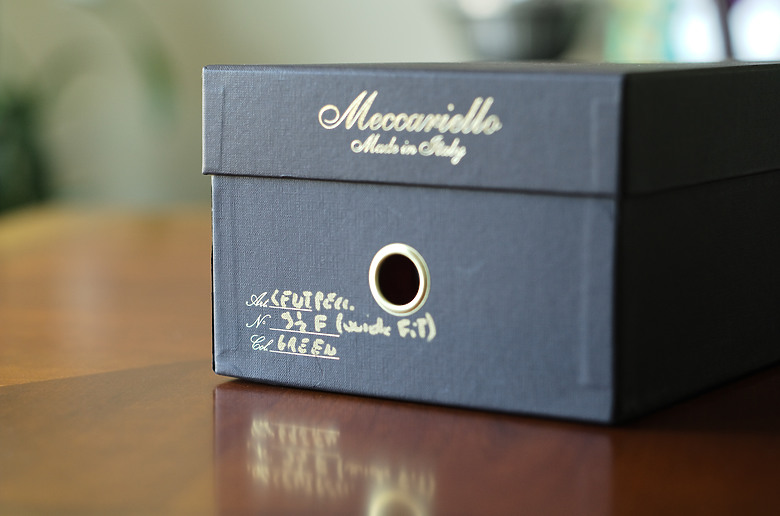 Meccariello
Made in Italy
Art.
N. 9½ F (wide FiT)
Col. GREEN